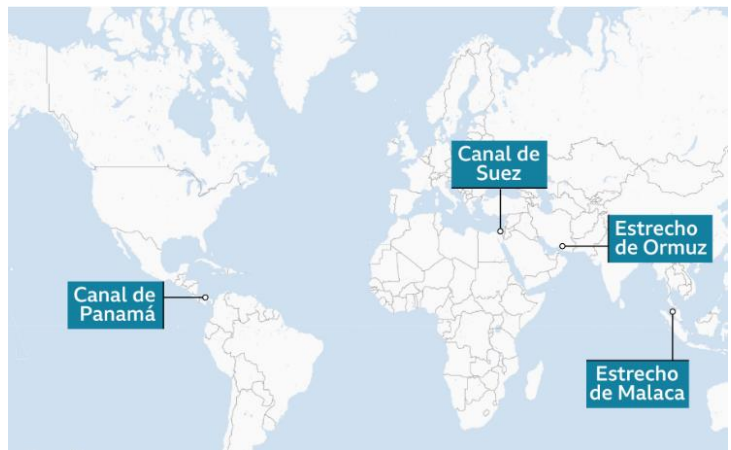 Canal de
Suez
Estrecho
de Ormuz
Canal de
Panamá
Estrecho
de Malaca